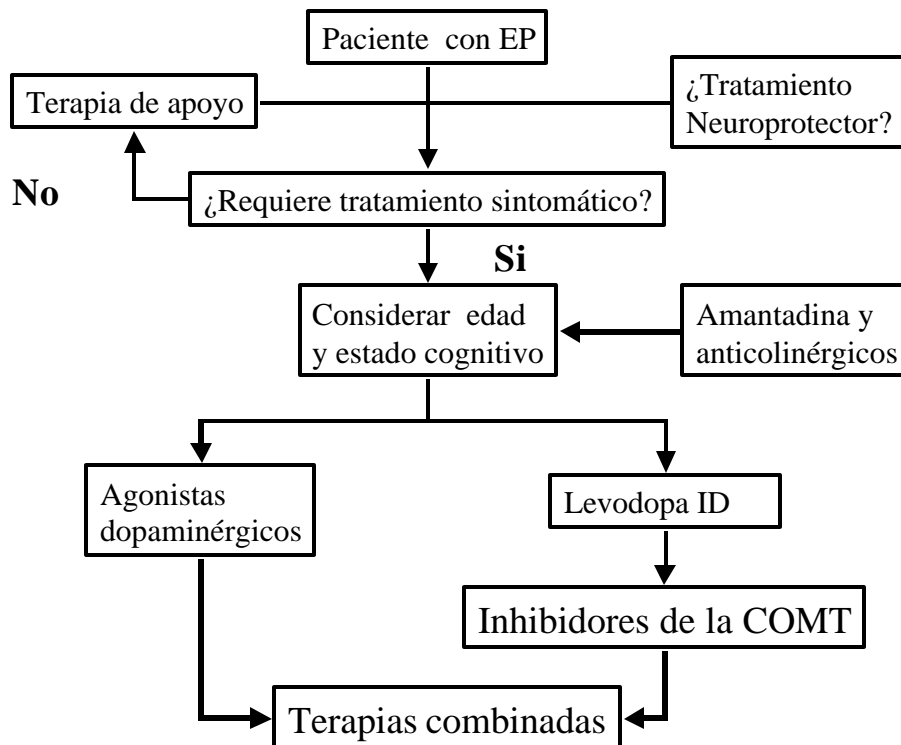 Paciente con EP
Terapia de apoyo
¿Tratamiento
Neuroprotector?
No
¿Requiere tratamiento sintomático?
Si
Considerar edad
y estado cognitivo
Amantadina y
anticolinérgicos
Agonistas
dopaminérgicos
Levodopa ID
Inhibidores de la COMT
Terapias combinadas